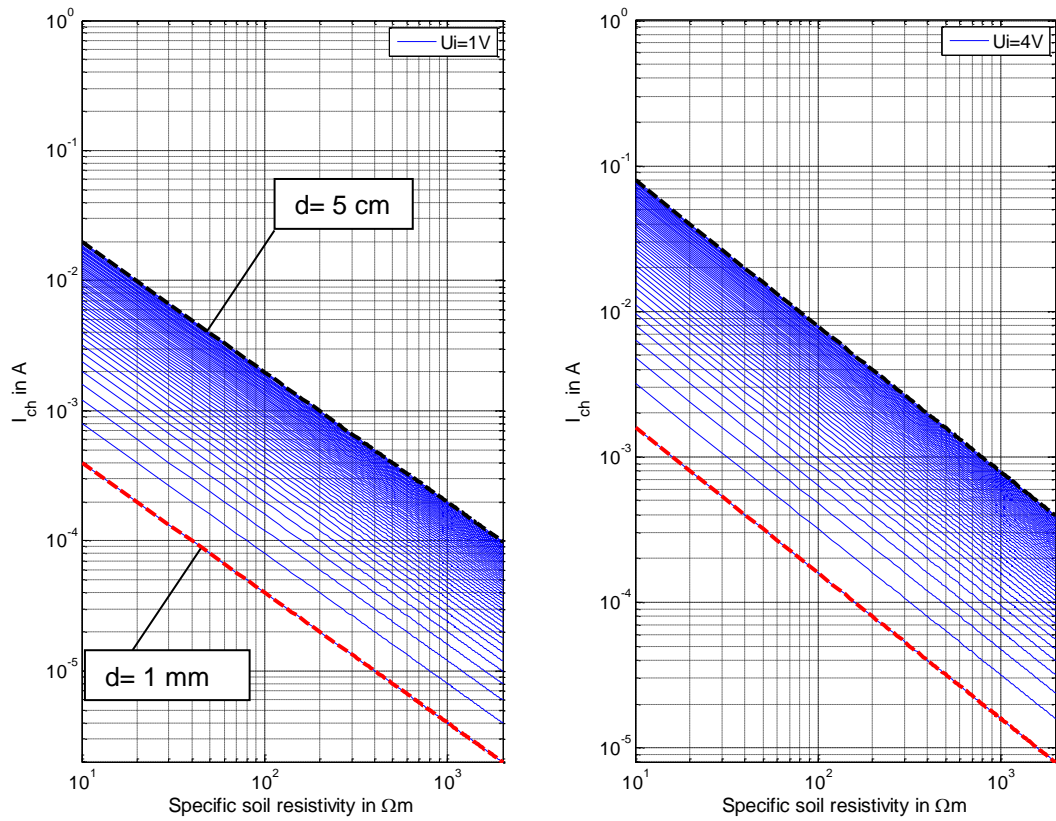 Ui=1V
10^0
10^-1
10^-2
10^-3
10^-4
10^-5
I_ch in A
d= 5 cm
d= 1 mm
10^1
10^2
10^3
Specific soil resistivity in Ωm
Ui=4V
10^0
10^-1
10^-2
10^-3
10^-4
10^-5
I_ch in A
10^1
10^2
10^3
Specific soil resistivity in Ωm